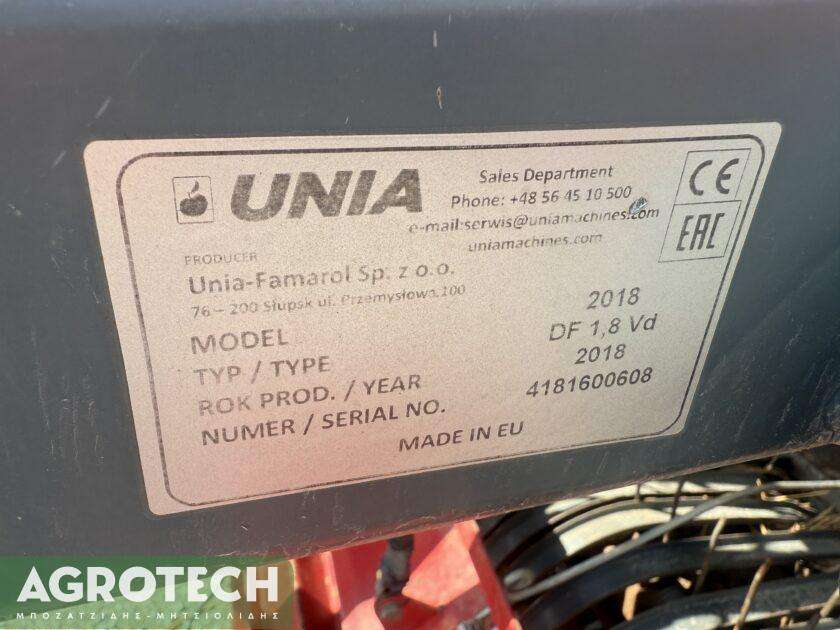 UNIA
Sales Department
Phone: +48 56 45 10 500
e-mail:serwis@uniamachines.com
uniamachines.com
CE
EAC
PRODUCER
Unia-Famarol Sp. z o.o.
76-200 Słupsk ul. Przemysłowa 100
MODEL 2018
TYP / TYPE DF 1,8 Vd
ROK PROD. / YEAR 2018
NUMER / SERIAL NO. 4181600608
MADE IN EU
AGROTECH
ΜΠΟΖΑΤΖΙΔΗΣ-ΜΗΤΣΙΟΛΙΔΗΣ